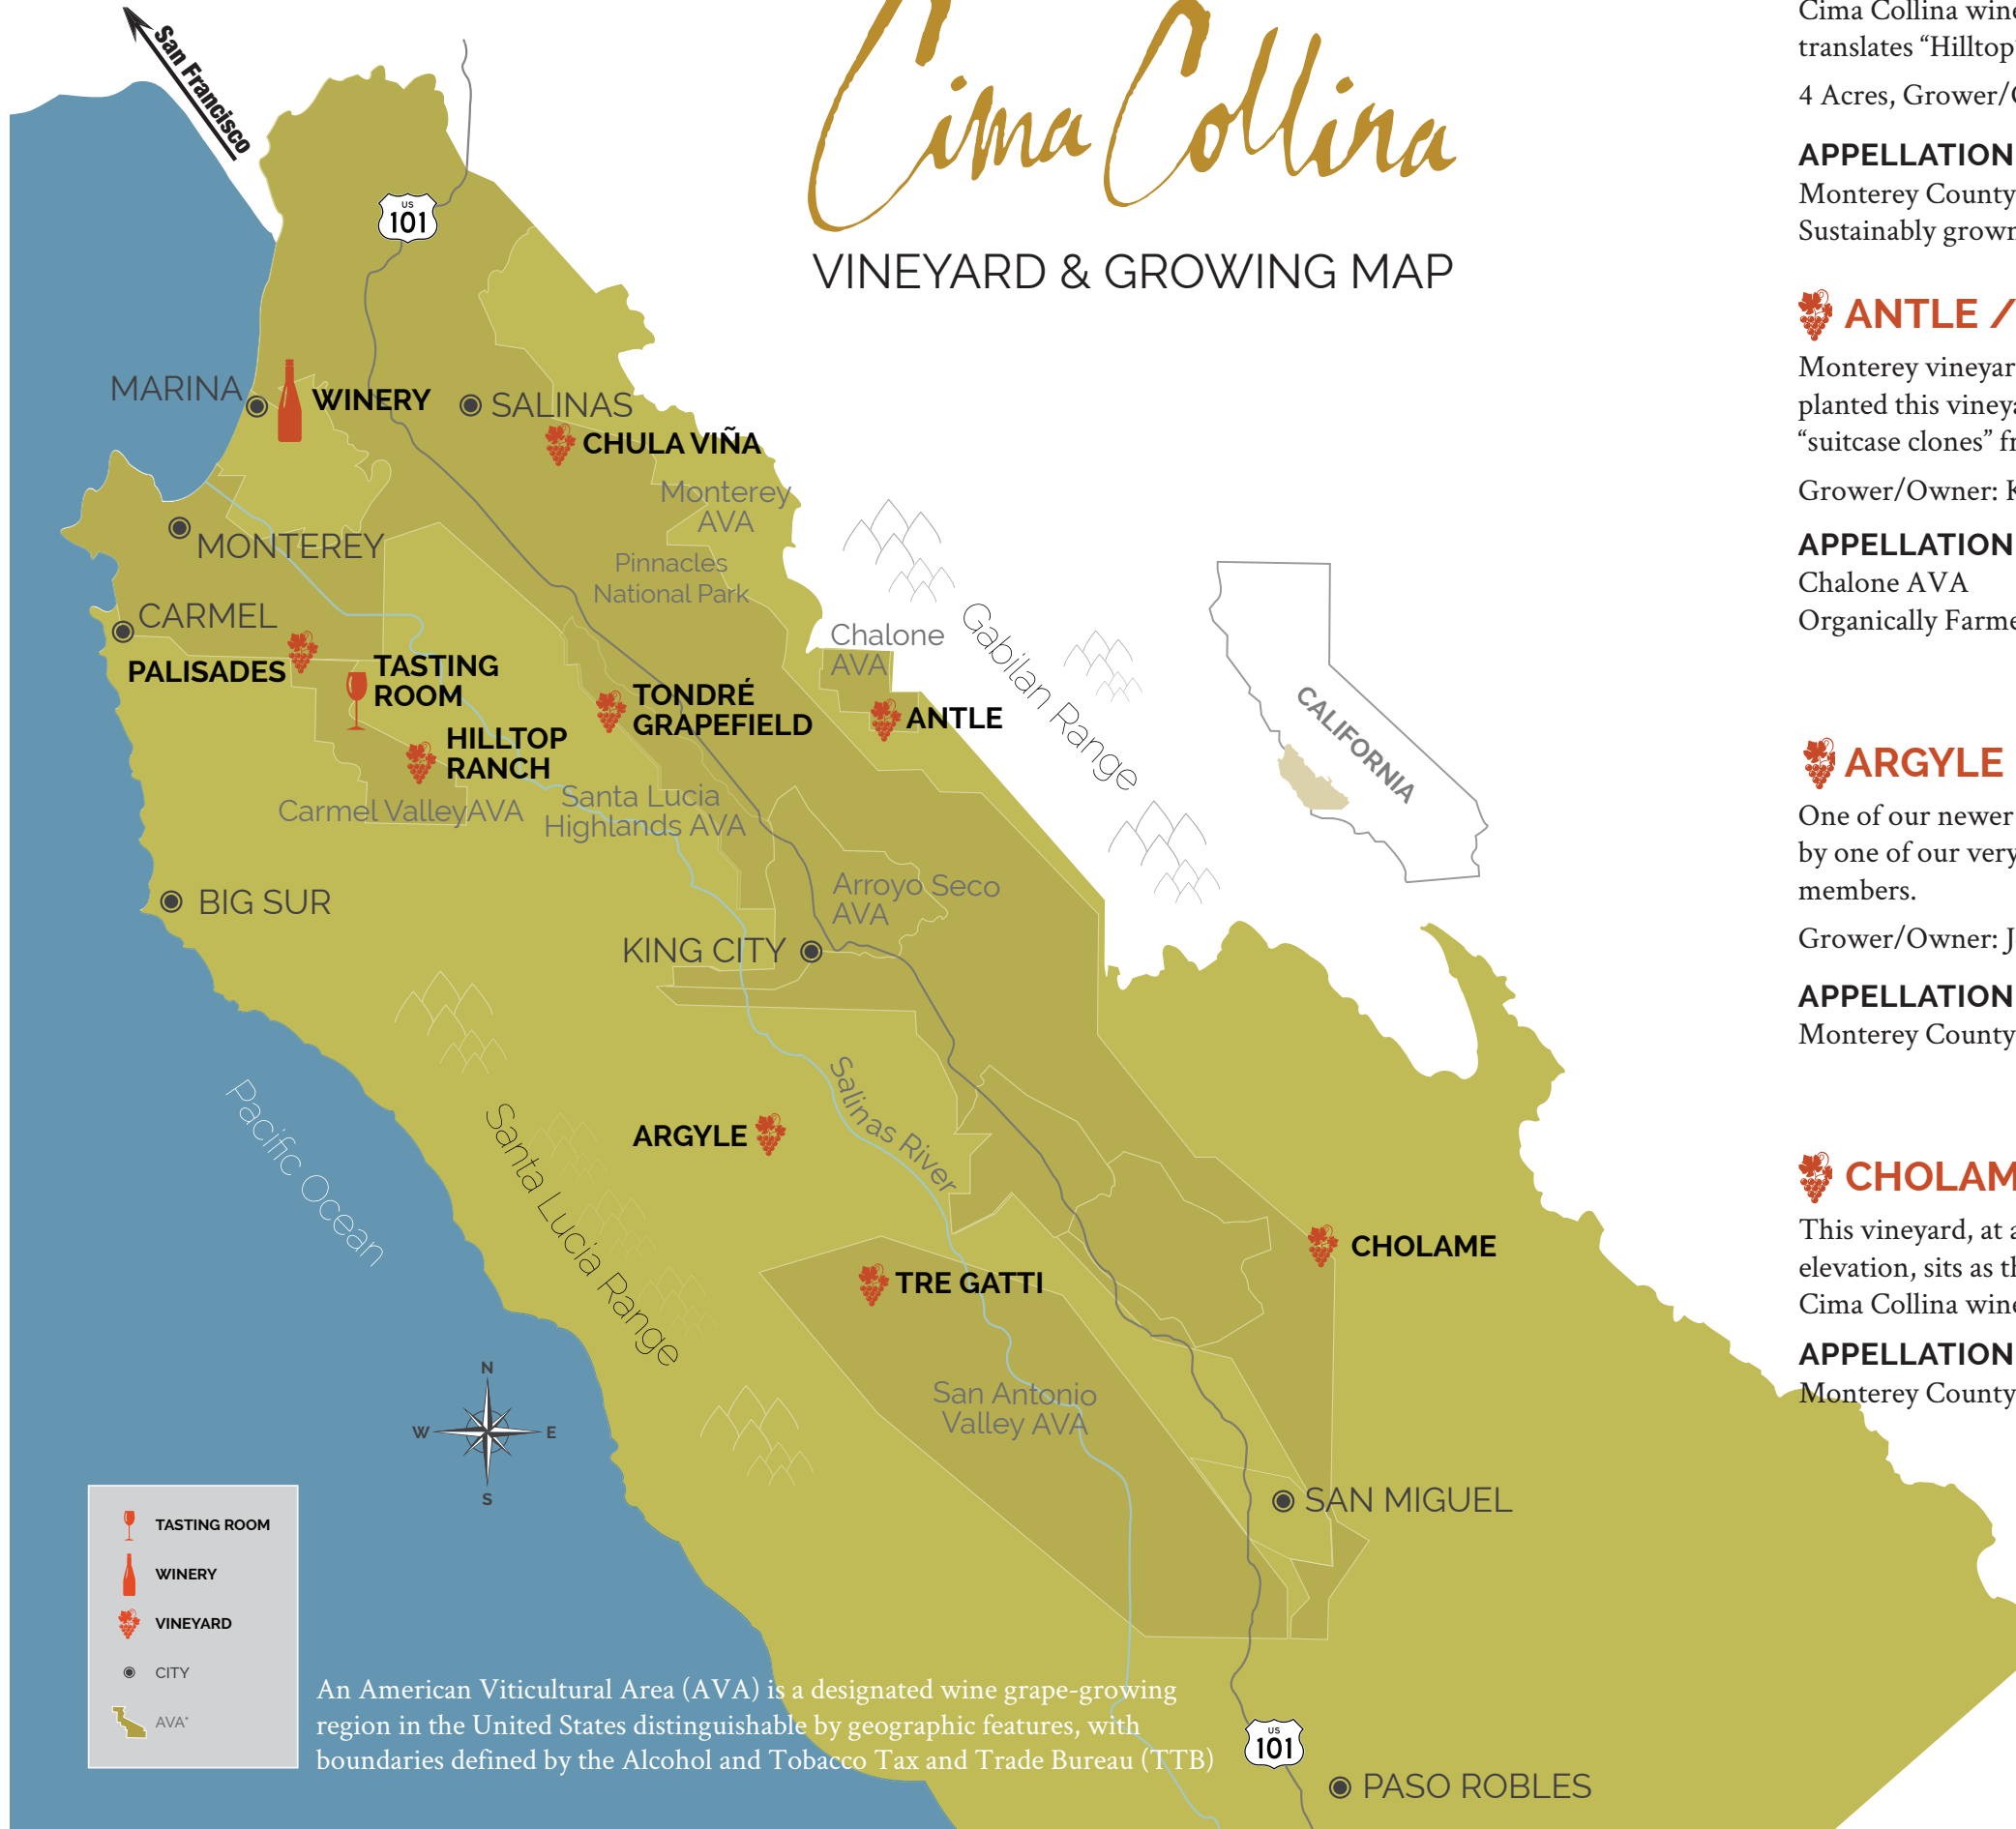 San Francisco
Cima Collina
VINEYARD & GROWING MAP
US
101
MARINA
WINERY
SALINAS
CHULA VIÑA
Monterey
AVA
MONTEREY
Pinnacles
National Park
CARMEL
PALISADES
TASTING
ROOM
HILLTOP
RANCH
TONDRÉ
GRAPEFIELD
Chalone
AVA
ANTLE
Gabilan Range
CALIFORNIA
Carmel ValleyAVA
Santa Lucia
Highlands AVA
BIG SUR
Arroyo Seco
AVA
KING CITY
Pacific Ocean
Santa Lucia Range
Salinas River
ARGYLE
CHOLAME
TRE GATTI
San Antonio
Valley AVA
N
W
E
S
SAN MIGUEL
US
101
PASO ROBLES
TASTING ROOM
WINERY
VINEYARD
CITY
AVA*
An American Viticultural Area (AVA) is a designated wine grape-growing
region in the United States distinguishable by geographic features, with
boundaries defined by the Alcohol and Tobacco Tax and Trade Bureau (TTB)
Cima Collina
translates “Hilltop
4 Acres, Grower/
APPELLATION
Monterey County
Sustainably
ANTLE /
Monterey
planted this
“suitcase clones”
Grower/Owner:
APPELLATION
Chalone AVA
Organically
ARGYLE
One of our newer
by one of our very
members.
Grower/Owner: J
APPELLATION
Monterey County
CHOLAM
This vineyard, at
elevation, sits as
Cima Collina
APPELLATION
Monterey County